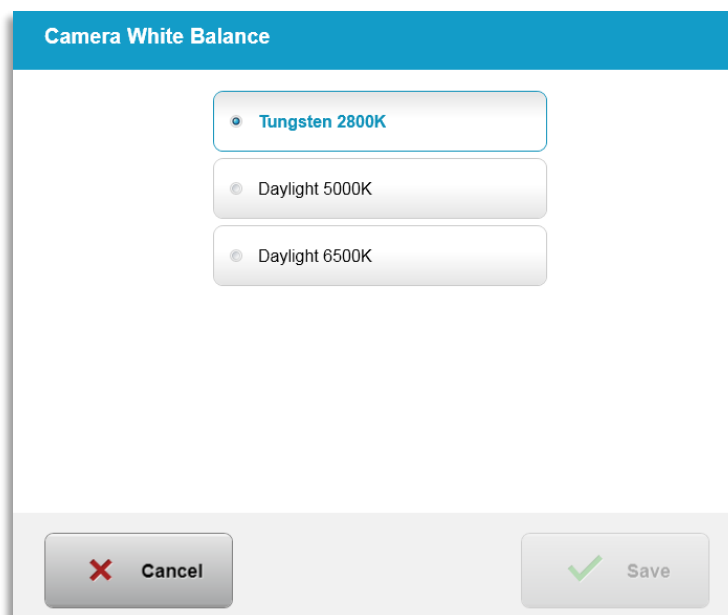 Camera White Balance
Tungsten 2800K
Daylight 5000K
Daylight 6500K
Cancel
Save